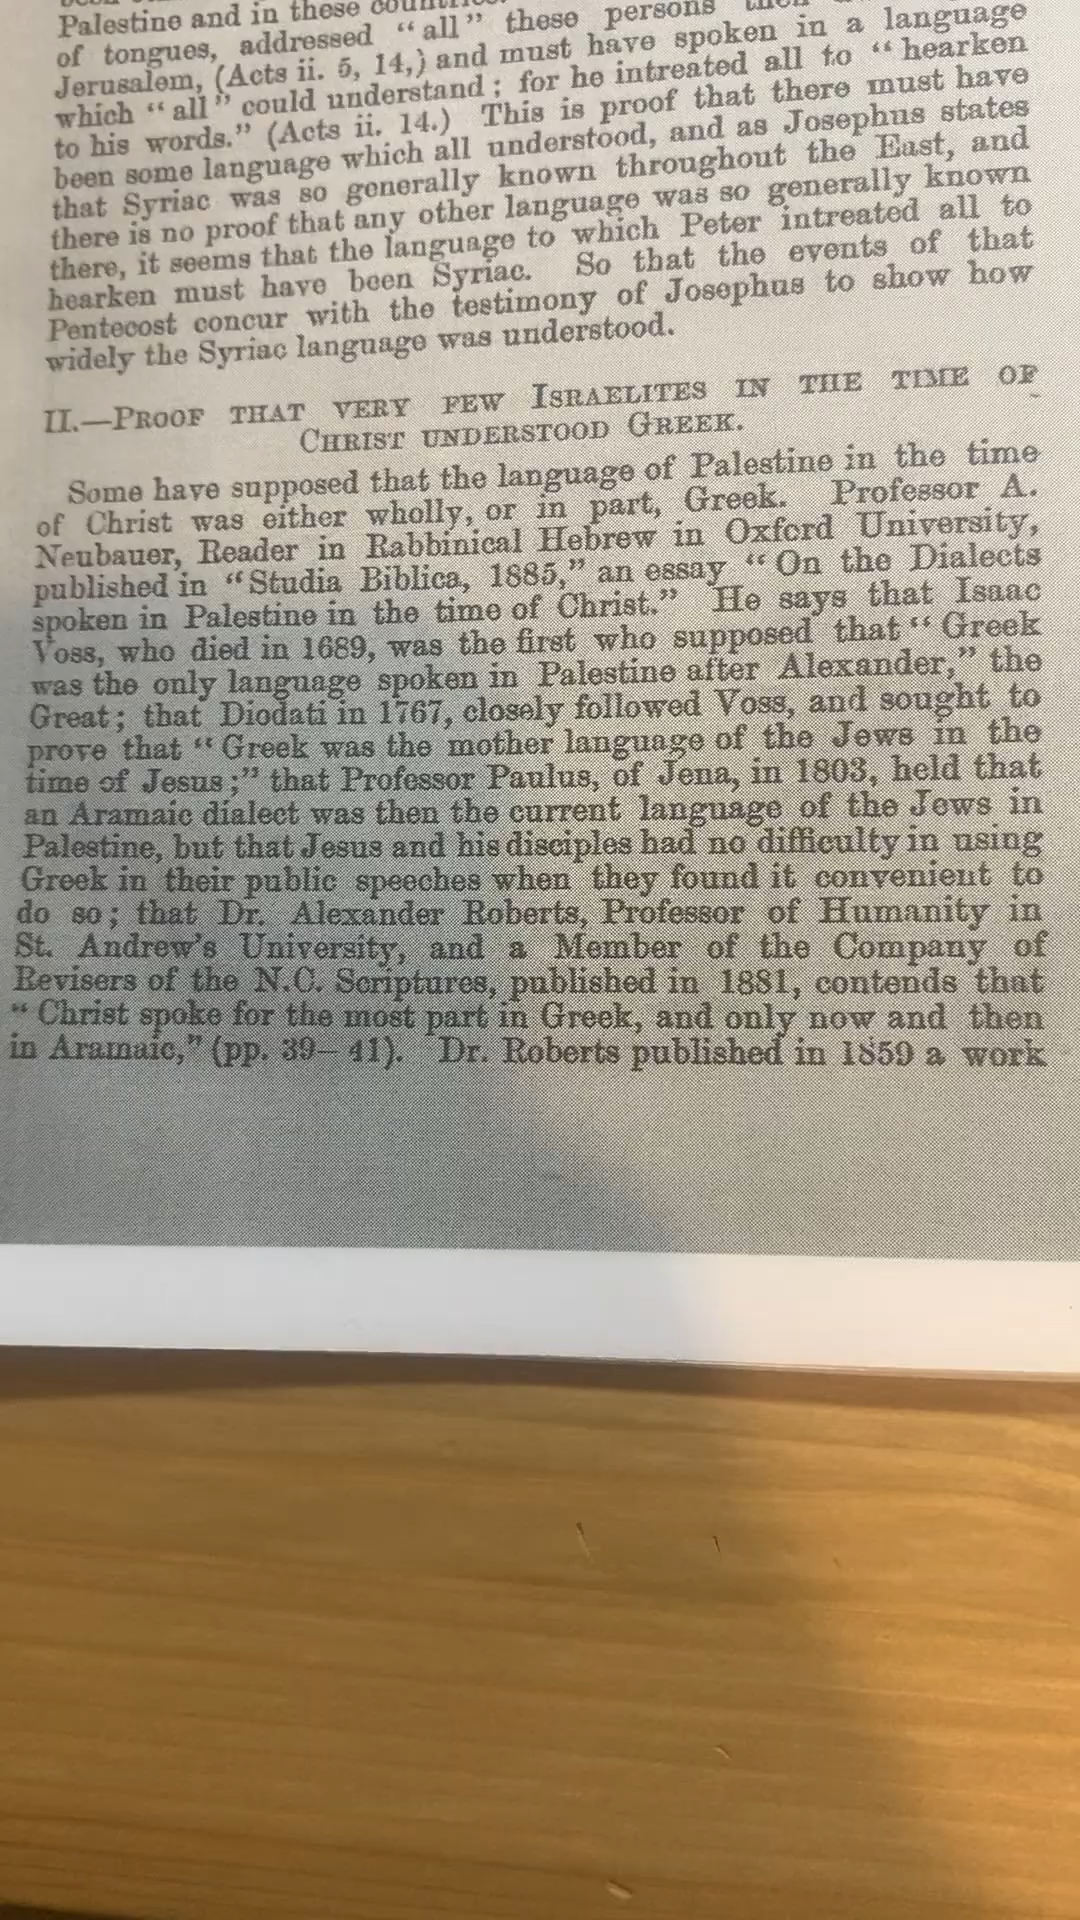 Palestine and in these
of tongues, addressed “all” these persons
Jerusalem, (Acts ii. 5, 14,) and must have spoken in a language
which “all” could understand; for he intreated all to “hearken
to his words.” (Acts ii. 14.) This is proof that there must have
been some language which all understood, and as Josephus states
that Syriac was so generally known throughout the East, and
there is no proof that any other language was so generally known
there, it seems that the language to which Peter intreated all to
hearken must have been Syriac. So that the events of that
Pentecost concur with the testimony of Josephus to show how
widely the Syriac language was understood.
II.—PROOF THAT VERY FEW ISRAELITES IN THE TIME OF
CHRIST UNDERSTOOD GREEK.
Some have supposed that the language of Palestine in the time
of Christ was either wholly, or in part, Greek. Professor A.
Neubauer, Reader in Rabbinical Hebrew in Oxford University,
published in “Studia Biblica, 1885,” an essay “On the Dialects
spoken in Palestine in the time of Christ.” He says that Isaac
Voss, who died in 1689, was the first who supposed that “Greek
was the only language spoken in Palestine after Alexander,” the
Great; that Diodati in 1767, closely followed Voss, and sought to
prove that “Greek was the mother language of the Jews in the
time of Jesus;” that Professor Paulus, of Jena, in 1803, held that
an Aramaic dialect was then the current language of the Jews in
Palestine, but that Jesus and his disciples had no difficulty in using
Greek in their public speeches when they found it convenient to
do so; that Dr. Alexander Roberts, Professor of Humanity in
St. Andrew’s University, and a Member of the Company of
Revisers of the N.C. Scriptures, published in 1881, contends that
“Christ spoke for the most part in Greek, and only now and then
in Aramaic,” (pp. 39–41). Dr. Roberts published in 1859 a work